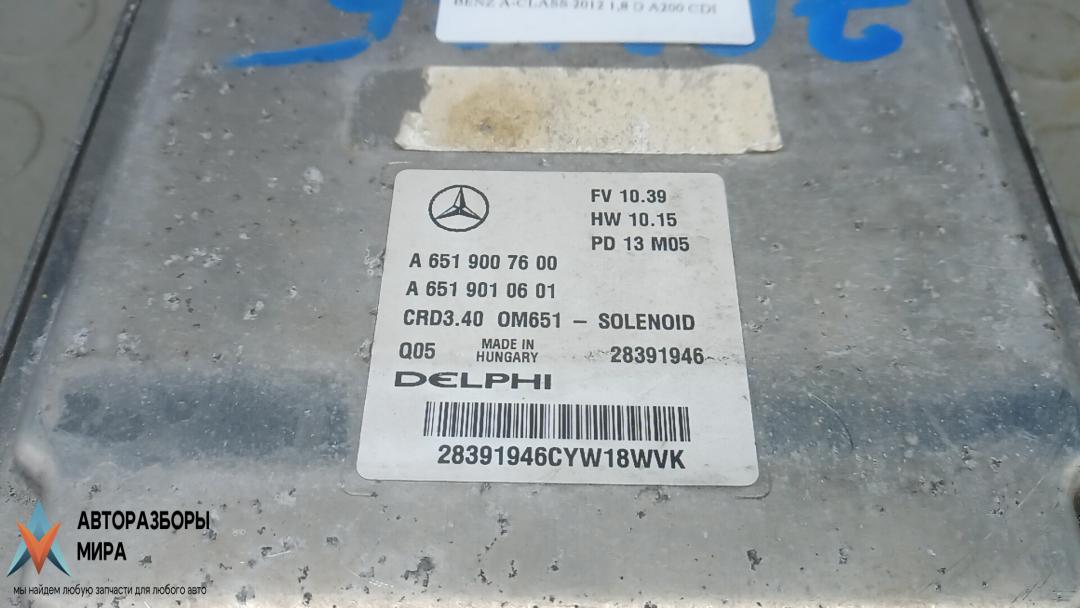 BENZ A-CLASS 2012 1,8 D A200 CDI
FV 10.39
HW 10.15
PD 13 M05
A 651 900 76 00
A 651 901 06 01
CRD3.40 OM651 – SOLENOID
Q05 MADE IN HUNGARY 28391946
DELPHI
28391946CYW18WVK
АВТОРАЗБОРЫ
МИРА
мы найдем любую запчасти для любого авто